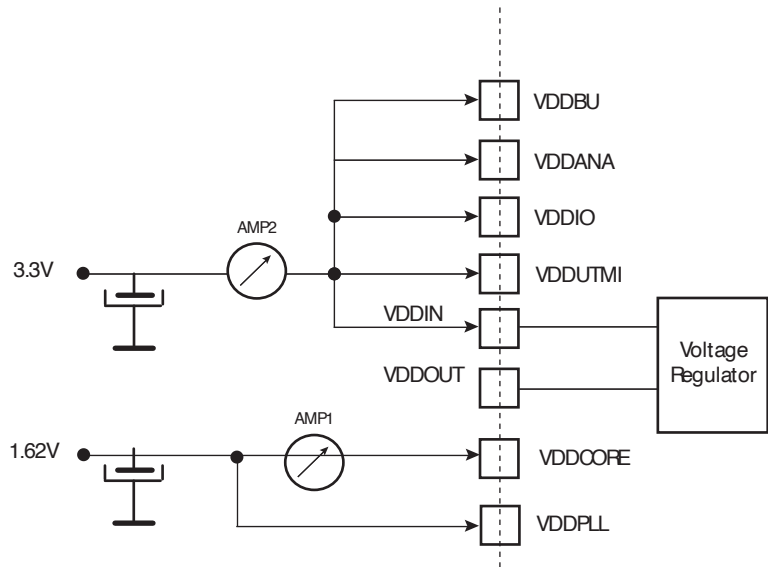 VDDBU
VDDANA
VDDIO
AMP2
3.3V
VDDUTMI
VDDIN
Voltage
Regulator
VDDOUT
AMP1
1.62V
VDDCORE
VDDPLL